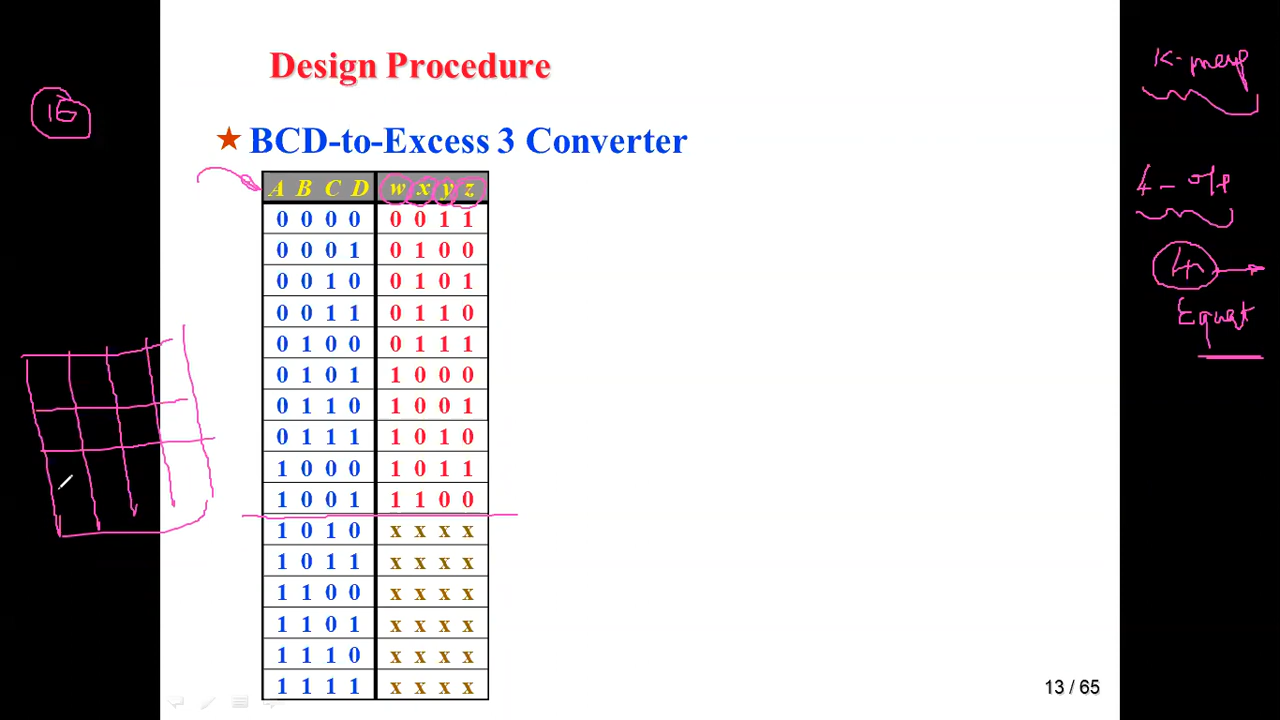 Design Procedure
16
K-map
★ BCD-to-Excess 3 Converter
A B C D w x y z
0 0 0 0 0 0 1 1
0 0 0 1 0 1 0 0
0 0 1 0 0 1 0 1
0 0 1 1 0 1 1 0
0 1 0 0 0 1 1 1
0 1 0 1 1 0 0 0
0 1 1 0 1 0 0 1
0 1 1 1 1 0 1 0
1 0 0 0 1 0 1 1
1 0 0 1 1 1 0 0
1 0 1 0 x x x x
1 0 1 1 x x x x
1 1 0 0 x x x x
1 1 0 1 x x x x
1 1 1 0 x x x x
1 1 1 1 x x x x
4 - o/p
4
Equat
13 / 65